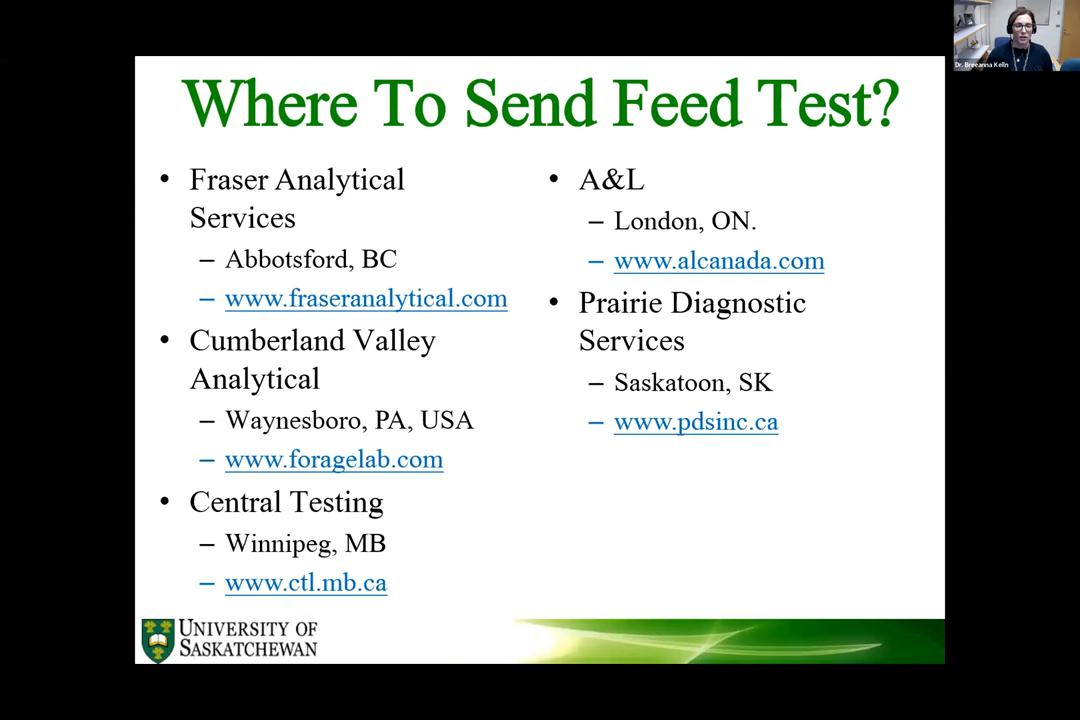 Where To Send Feed Test?
• Fraser Analytical
Services
– Abbotsford, BC
– www.fraseranalytical.com
• Cumberland Valley
Analytical
– Waynesboro, PA, USA
– www.foragelab.com
• Central Testing
– Winnipeg, MB
– www.ctl.mb.ca
• A&L
– London, ON.
– www.alcanada.com
• Prairie Diagnostic
Services
– Saskatoon, SK
– www.pdsinc.ca
UNIVERSITY OF
SASKATCHEWAN
Dr. Breeanna Kelln